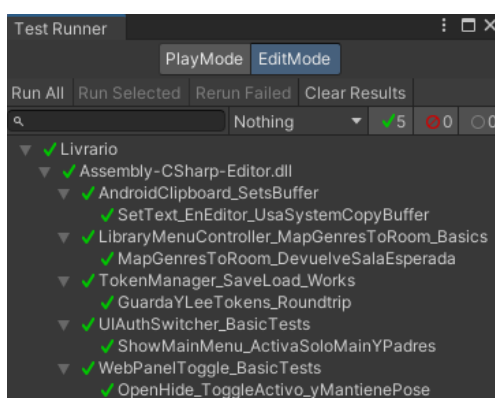 Test Runner
PlayMode EditMode
Run All Run Selected Rerun Failed Clear Results
Nothing 5 0 0
Livrario
Assembly-CSharp-Editor.dll
AndroidClipboard_SetsBuffer
SetText_EnEditor_UsaSystemCopyBuffer
LibraryMenuController_MapGenresToRoom_Basics
MapGenresToRoom_DevuelveSalaEsperada
TokenManager_SaveLoad_Works
GuardaYLeeTokens_Roundtrip
UIAuthSwitcher_BasicTests
ShowMainMenu_ActivaSoloMainYPadres
WebPanelToggle_BasicTests
OpenHide_ToggleActivo_yMantienePose